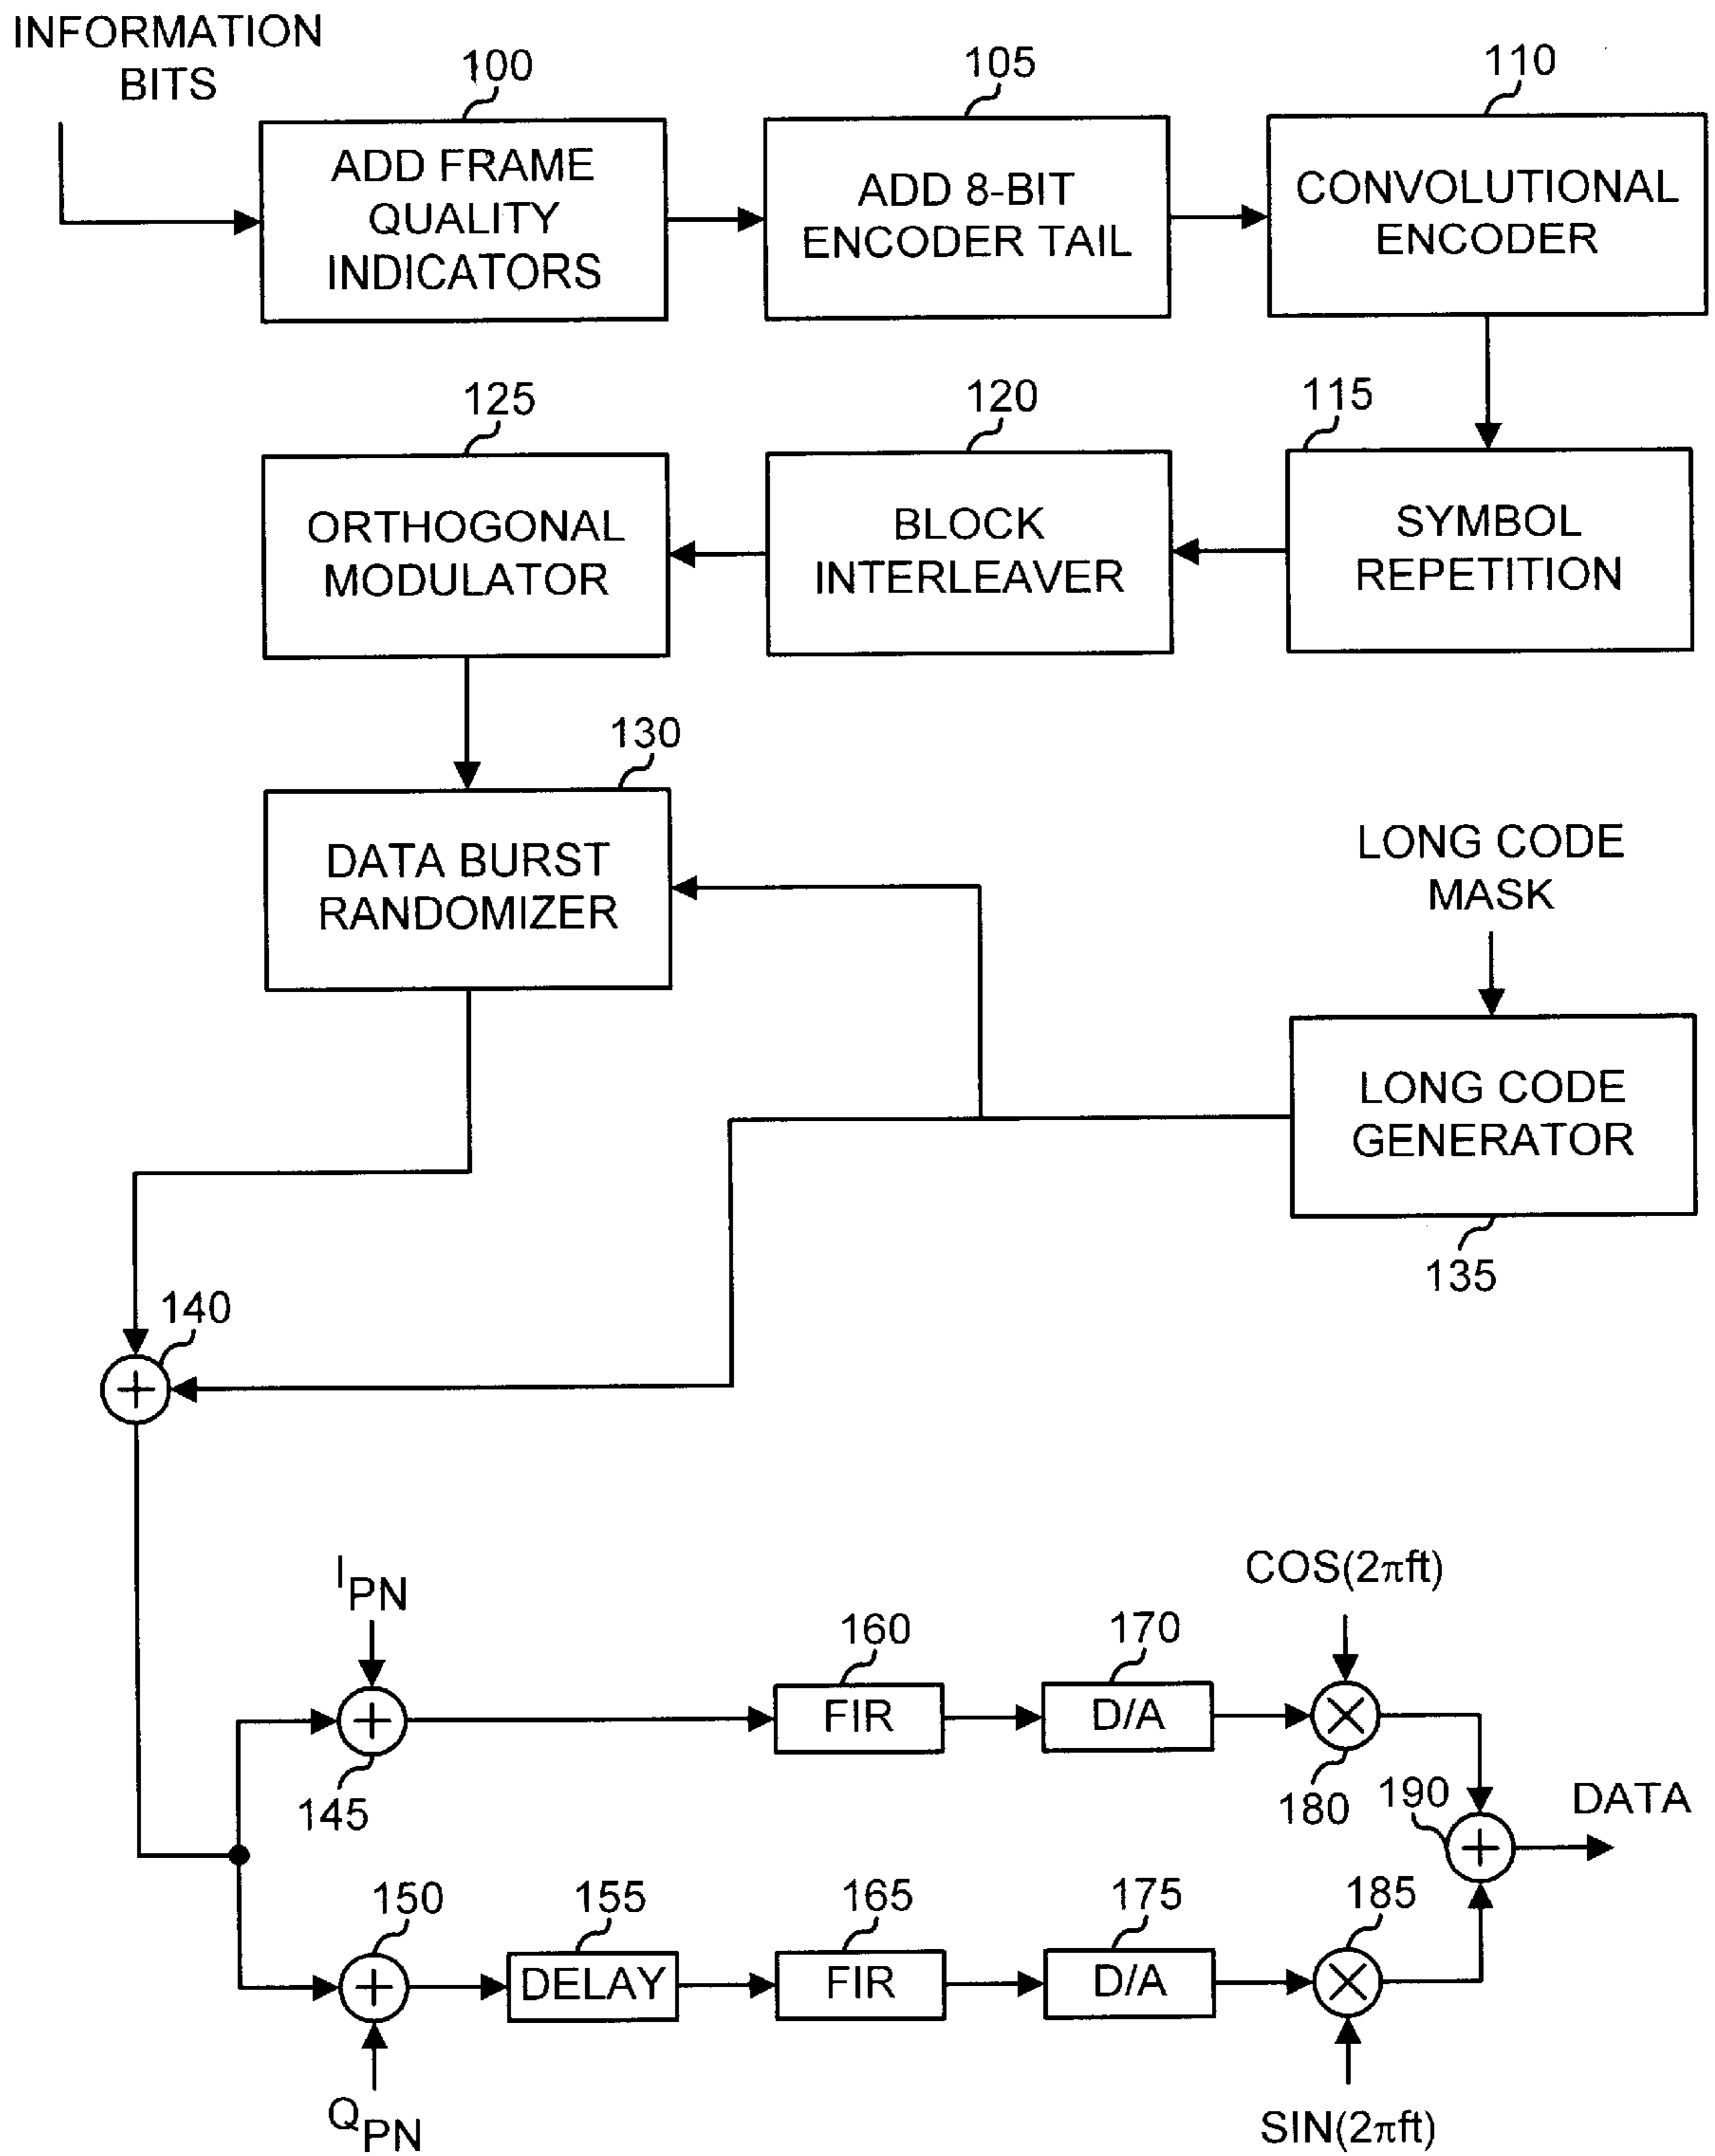 INFORMATION
BITS
100
ADD FRAME
QUALITY
INDICATORS
105
ADD 8-BIT
ENCODER TAIL
110
CONVOLUTIONAL
ENCODER
125
ORTHOGONAL
MODULATOR
120
BLOCK
INTERLEAVER
115
SYMBOL
REPETITION
130
DATA BURST
RANDOMIZER
LONG CODE
MASK
LONG CODE
GENERATOR
135
140
I PN
145
160
FIR
170
D/A
COS(2πft)
180
190
DATA
150
155
DELAY
165
FIR
175
D/A
185
Q PN
SIN(2πft)